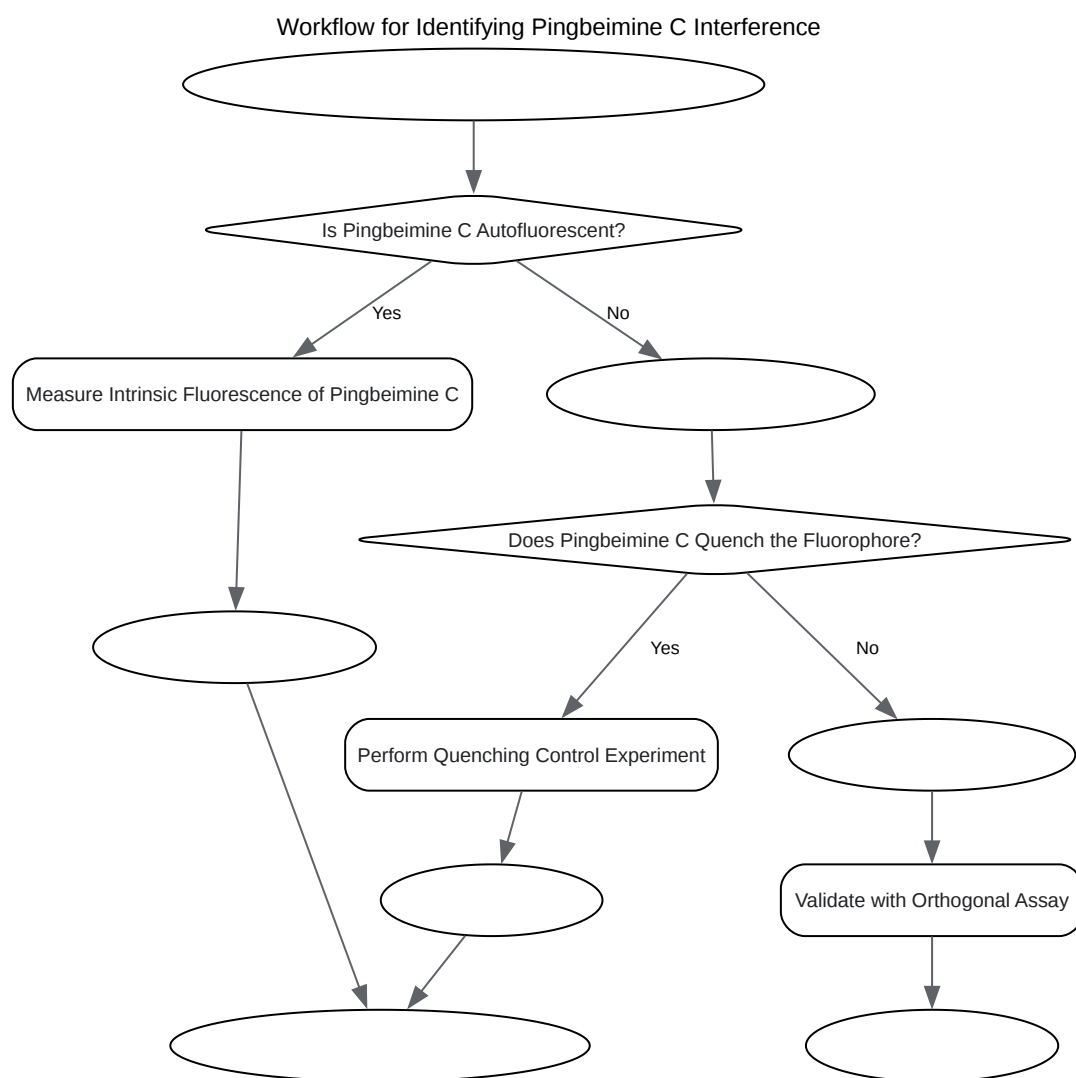 Workflow for Identifying Pingbeimine C Interference
Is Pingbeimine C Autofluorescent?
Yes
No
Measure Intrinsic Fluorescence of Pingbeimine C
Does Pingbeimine C Quench the Fluorophore?
Yes
No
Perform Quenching Control Experiment
Validate with Orthogonal Assay